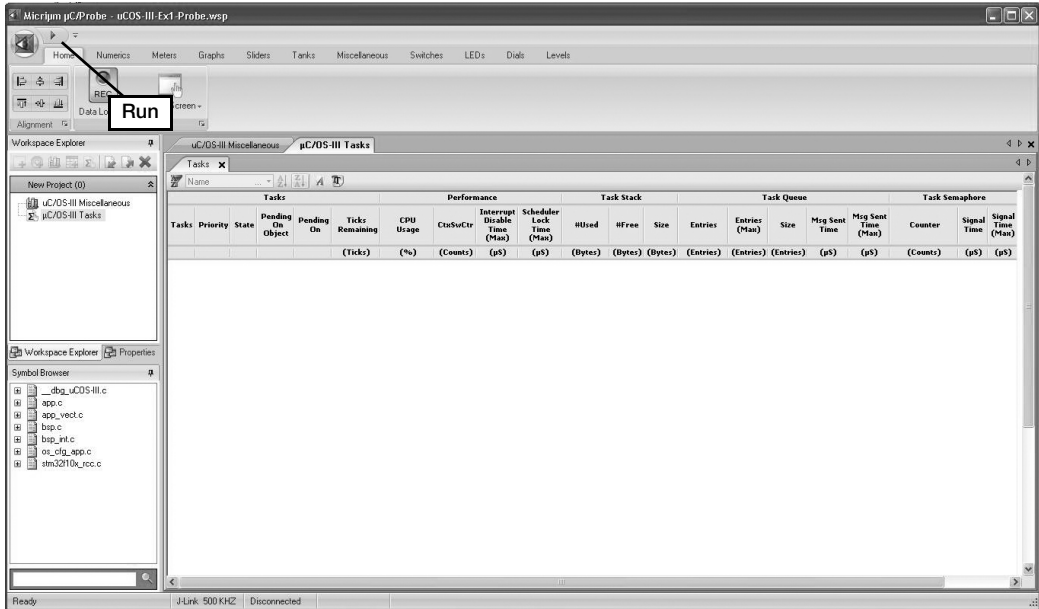 Micriµm µC/Probe - uCOS-III-Ex1-Probe.wsp
Home Numerics Meters Graphs Sliders Tanks Miscellaneous Switches LEDs Dials Levels
REC
Run
Alignment
Workspace Explorer
uC/OS-III Miscellaneous µC/OS-III Tasks
Tasks
New Project (0)
Name ...
uC/OS-III Miscellaneous
µC/OS-III Tasks
Tasks Performance Task Stack Task Queue Task Semaphore
Tasks Priority State Pending On Object Pending On Ticks Remaining CPU Usage CtxSwCtr Interrupt Disable Time (Max) Scheduler Lock Time (Max) #Used #Free Size Entries Entries (Max) Size Msg Sent Time Msg Sent Time (Max) Counter Signal Time Signal Time (Max)
(Ticks) (%) (Counts) (µS) (µS) (Bytes) (Bytes) (Bytes) (Entries) (Entries) (Entries) (µS) (µS) (Counts) (µS) (µS)
Workspace Explorer Properties
Symbol Browser
__dbg_uCOS-III.c
app.c
app_vect.c
bsp.c
bsp_int.c
os_cfg_app.c
stm32f10x_rcc.c
Ready J-Link 500 KHZ Disconnected